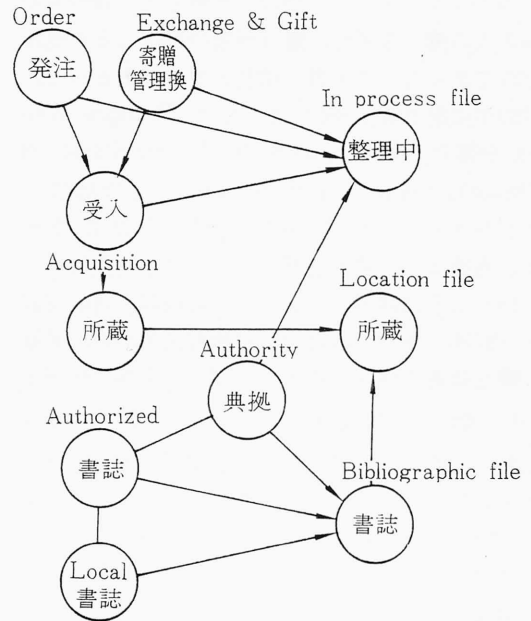 Order
Exchange & Gift
発注
寄贈
管理換
In process file
整理中
受入
Acquisition
Location file
所蔵
所蔵
Authority
典拠
Authorized
書誌
Bibliographic file
書誌
Local
書誌